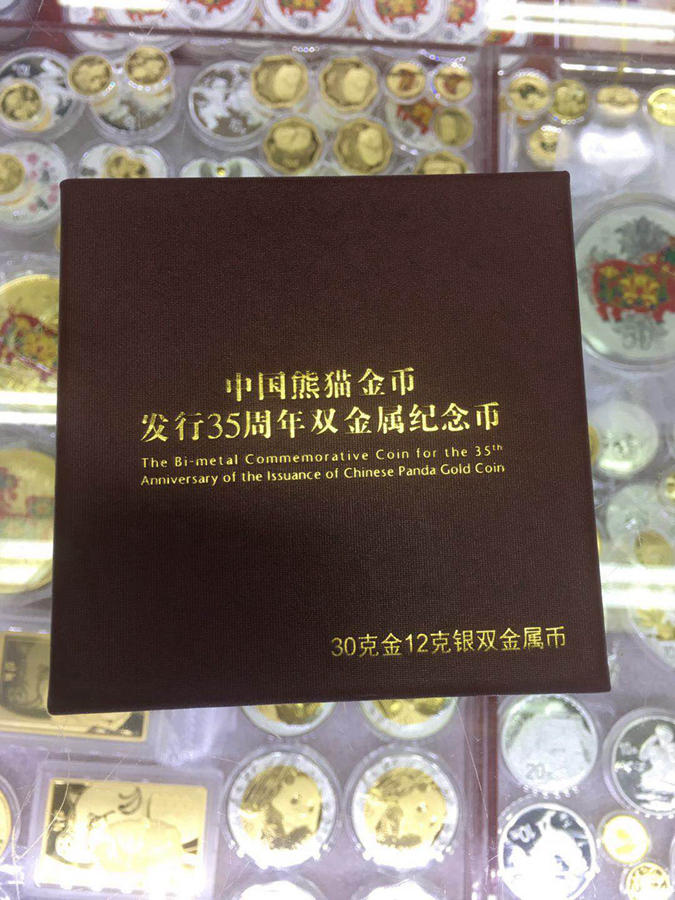 中国熊猫金币
发行35周年双金属纪念币
The Bi-metal Commemorative Coin for the 35th
Anniversary of the Issuance of Chinese Panda Gold Coin
30克金12克银双金属币